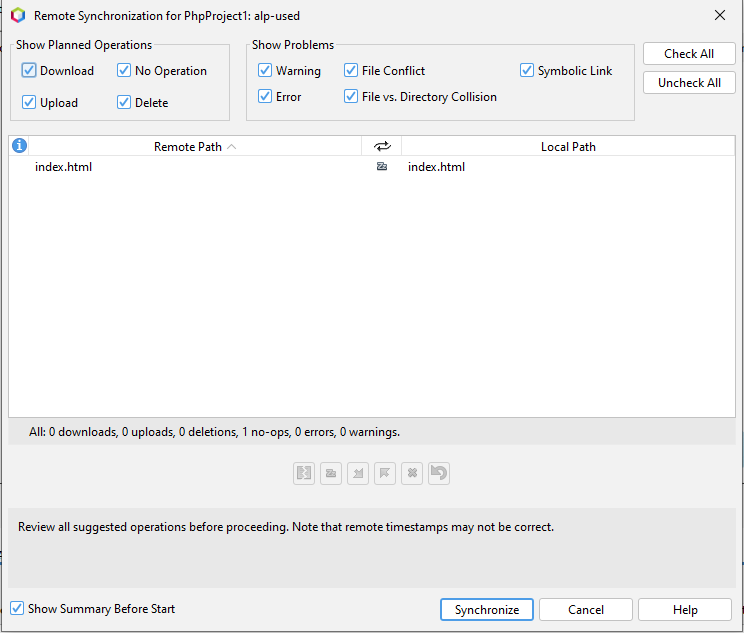 Remote Synchronization for PhpProject1: alp-used
Show Planned Operations
Download
No Operation
Upload
Delete
Show Problems
Warning
File Conflict
Symbolic Link
Error
File vs. Directory Collision
Check All
Uncheck All
Remote Path
Local Path
index.html
index.html
All: 0 downloads, 0 uploads, 0 deletions, 1 no-ops, 0 errors, 0 warnings.
Review all suggested operations before proceeding. Note that remote timestamps may not be correct.
Show Summary Before Start
Synchronize
Cancel
Help